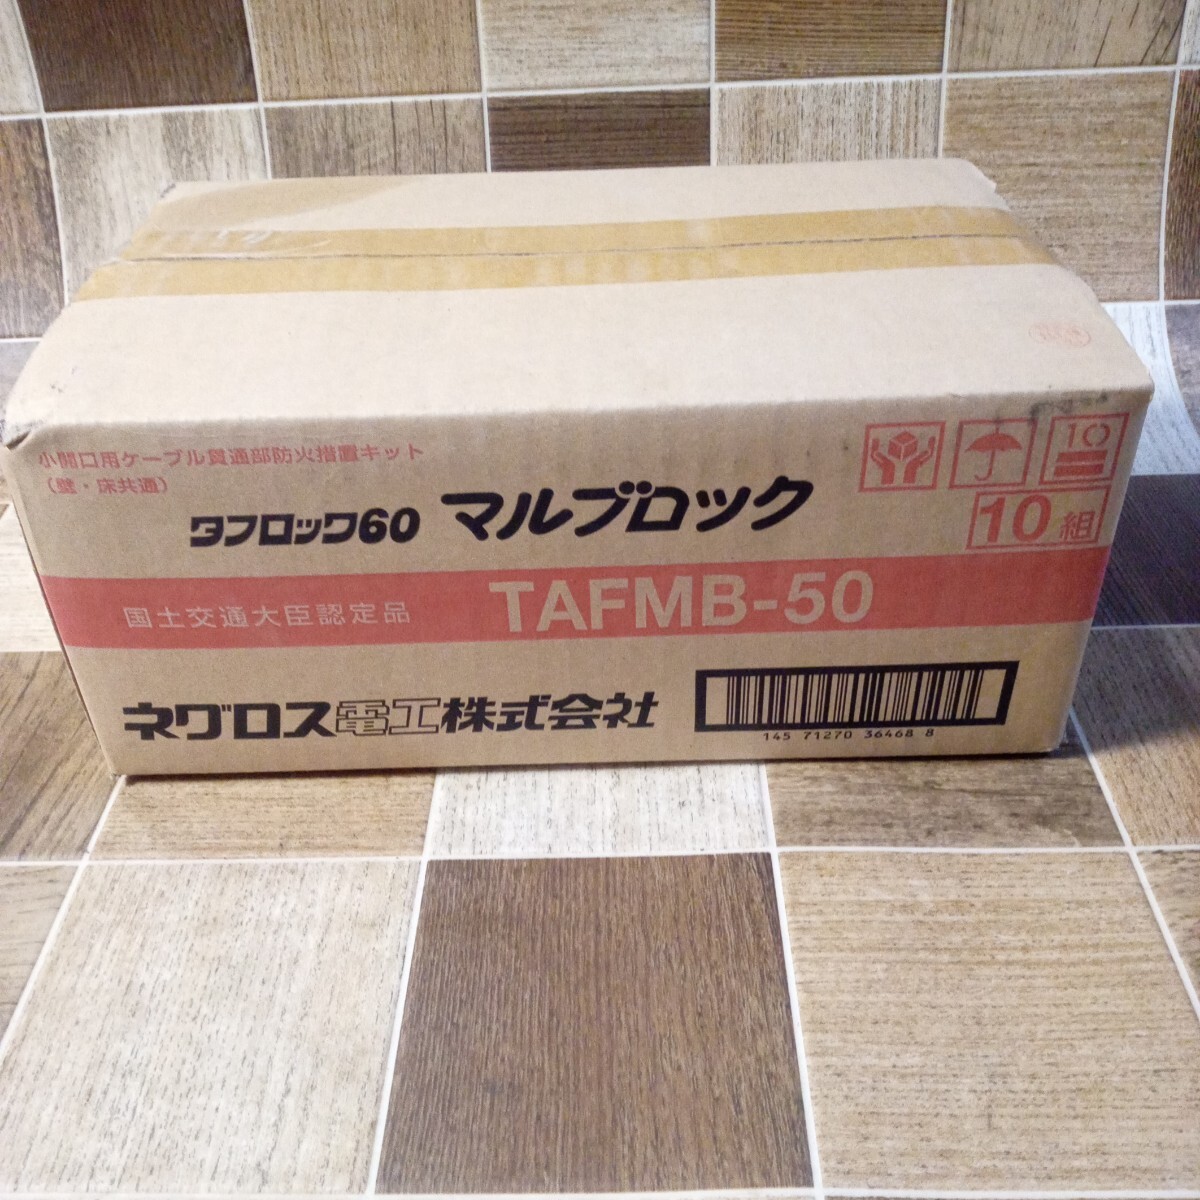 小開口用ケーブル貫通部防火措置キット
（壁・床共通）
タフロック60 マルブロック
10
10組
国土交通大臣認定品 TAFMB-50
ネグロス電工株式会社
145 71270 36468 8